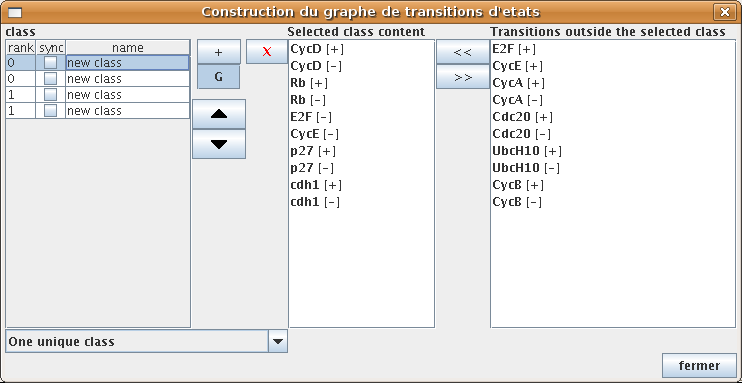 Construction du graphe de transitions d'etats
class
rank sync name
0 new class
0 new class
1 new class
1 new class
One unique class
+
X
G
Selected class content
CycD [+]
CycD [-]
Rb [+]
Rb [-]
E2F [-]
CycE [-]
p27 [+]
p27 [-]
cdh1 [+]
cdh1 [-]
<<
>>
Transitions outside the selected class
E2F [+]
CycE [+]
CycA [+]
CycA [-]
Cdc20 [+]
Cdc20 [-]
UbcH10 [+]
UbcH10 [-]
CycB [+]
CycB [-]
fermer